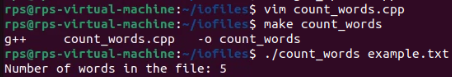 rps@rps-virtual-machine:~/iofiles$ vim count_words.cpp
rps@rps-virtual-machine:~/iofiles$ make count_words
g++     count_words.cpp   -o count_words
rps@rps-virtual-machine:~/iofiles$ ./count_words example.txt
Number of words in the file: 5